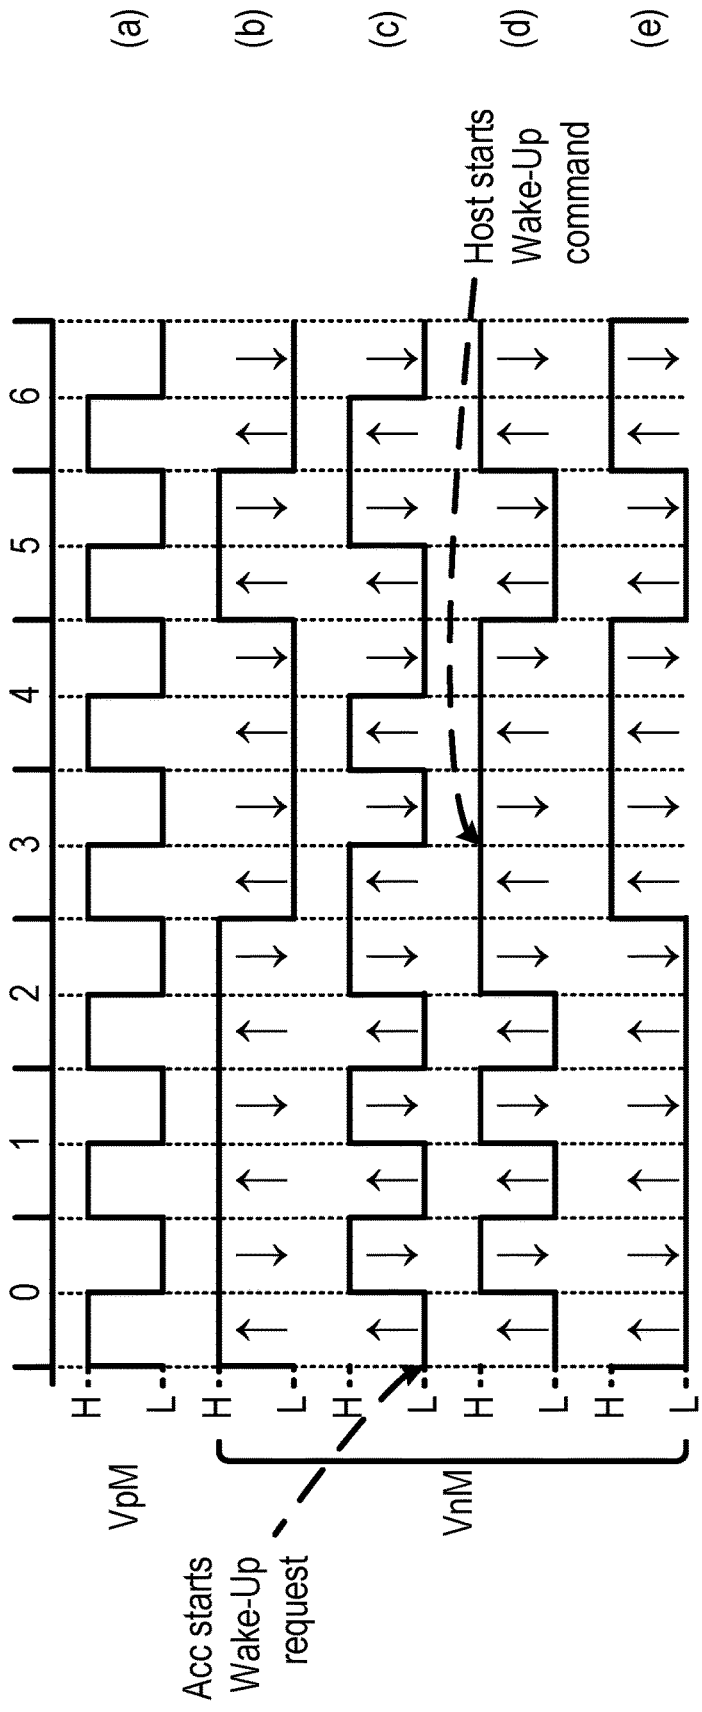 0 1 2 3 4 5 6
VpM
H
L
(a)
H
L
(b)
H
L
(c)
VnM
H
L
(d)
H
L
(e)
Acc starts
Wake-Up
request
Host starts
Wake-Up
command